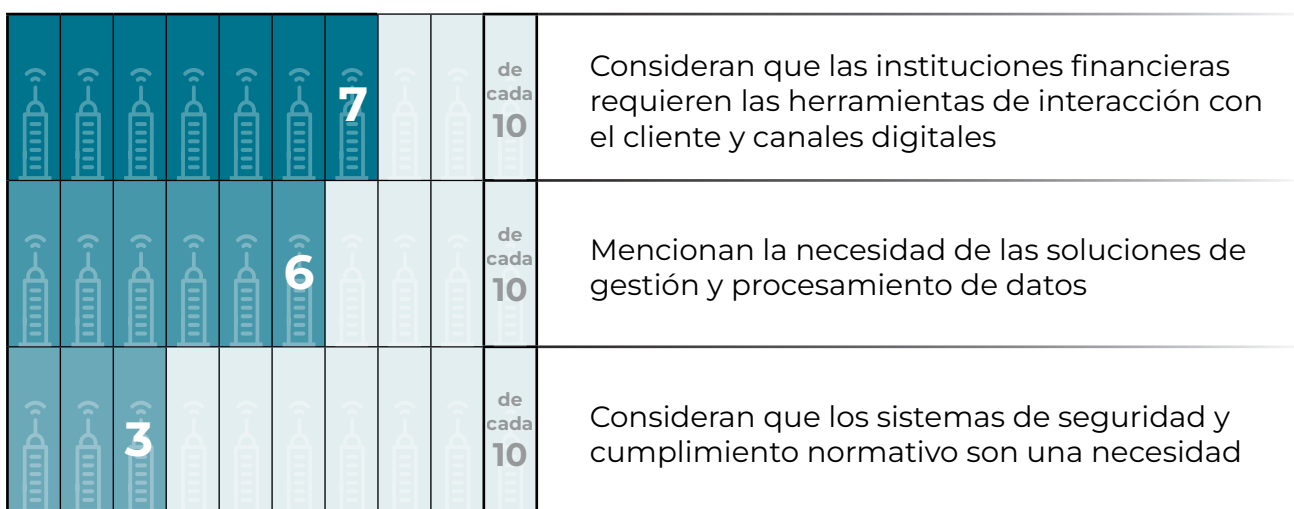 7
de
cada
10
Consideran que las instituciones financieras
requieren las herramientas de interacción con
el cliente y canales digitales
6
de
cada
10
Mencionan la necesidad de las soluciones de
gestión y procesamiento de datos
3
de
cada
10
Consideran que los sistemas de seguridad y
cumplimiento normativo son una necesidad